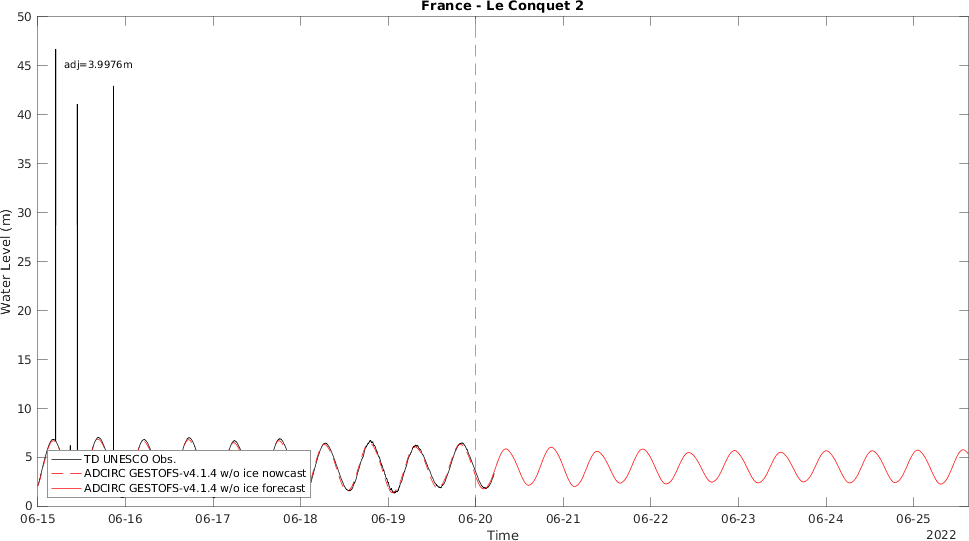 France - Le Conquet 2
adj=3.9976m
Water Level (m)
50
45
40
35
30
25
20
15
10
5
0
TD UNESCO Obs.
ADCIRC GESTOFS-v4.1.4 w/o ice nowcast
ADCIRC GESTOFS-v4.1.4 w/o ice forecast
06-15 06-16 06-17 06-18 06-19 06-20 06-21 06-22 06-23 06-24 06-25
Time
2022